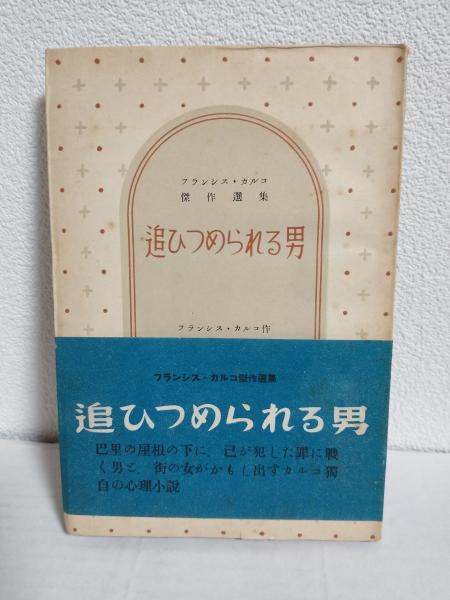 フランシス・カルコ
傑作選集
追ひつめられる男
フランシス・カルコ作
フランシス・カルコ傑作選集
追ひつめられる男
巴里の屋根の下に、己が犯した罪に戰
く男と、街の女がかもし出すカルコ獨
自の心理小説